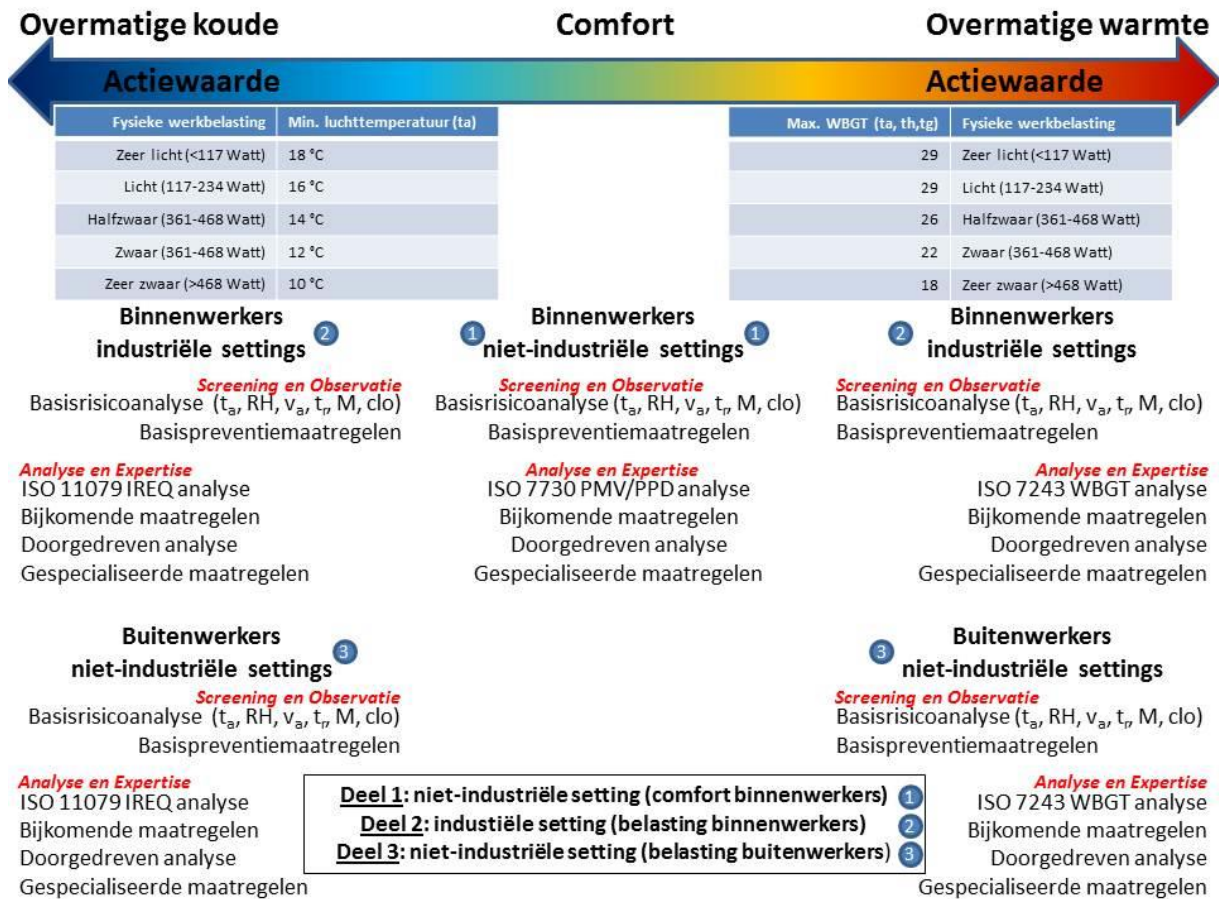 Overmatige koude Comfort Overmatige warmte
Actiewaarde Actiewaarde
Fysieke werkbelasting Min. luchttemperatuur (ta)
Zeer licht (<117 Watt) 18 °C
Licht (117-234 Watt) 16 °C
Halfzwaar (361-468 Watt) 14 °C
Zwaar (361-468 Watt) 12 °C
Zeer zwaar (>468 Watt) 10 °C
Max. WBGT (ta, th,tg) Fysieke werkbelasting
29 Zeer licht (<117 Watt)
29 Licht (117-234 Watt)
26 Halfzwaar (361-468 Watt)
22 Zwaar (361-468 Watt)
18 Zeer zwaar (>468 Watt)
Binnenwerkers
industriële settings 2
Screening en Observatie
Basisrisicoanalyse (ta, RH, va, tr, M, clo)
Basispreventiemaatregelen
Analyse en Expertise
ISO 11079 IREQ analyse
Bijkomende maatregelen
Doorgedreven analyse
Gespecialiseerde maatregelen
1 Binnenwerkers 1
niet-industriële settings
Screening en Observatie
Basisrisicoanalyse (ta, RH, va, tr, M, clo)
Basispreventiemaatregelen
Analyse en Expertise
ISO 7730 PMV/PPD analyse
Bijkomende maatregelen
Doorgedreven analyse
Gespecialiseerde maatregelen
2 Binnenwerkers
industriële settings
Screening en Observatie
Basisrisicoanalyse (ta, RH, va, tr, M, clo)
Basispreventiemaatregelen
Analyse en Expertise
ISO 7243 WBGT analyse
Bijkomende maatregelen
Doorgedreven analyse
Gespecialiseerde maatregelen
Buitenwerkers
niet-industriële settings 3
Screening en Observatie
Basisrisicoanalyse (ta, RH, va, tr, M, clo)
Basispreventiemaatregelen
Analyse en Expertise
ISO 11079 IREQ analyse
Bijkomende maatregelen
Doorgedreven analyse
Gespecialiseerde maatregelen
3 Buitenwerkers
niet-industriële settings
Screening en Observatie
Basisrisicoanalyse (ta, RH, va, tr, M, clo)
Basispreventiemaatregelen
Analyse en Expertise
ISO 7243 WBGT analyse
Bijkomende maatregelen
Doorgedreven analyse
Gespecialiseerde maatregelen
Deel 1: niet-industriële setting (comfort binnenwerkers) 1
Deel 2: industiële setting (belasting binnenwerkers) 2
Deel 3: niet-industriële setting (belasting buitenwerkers) 3